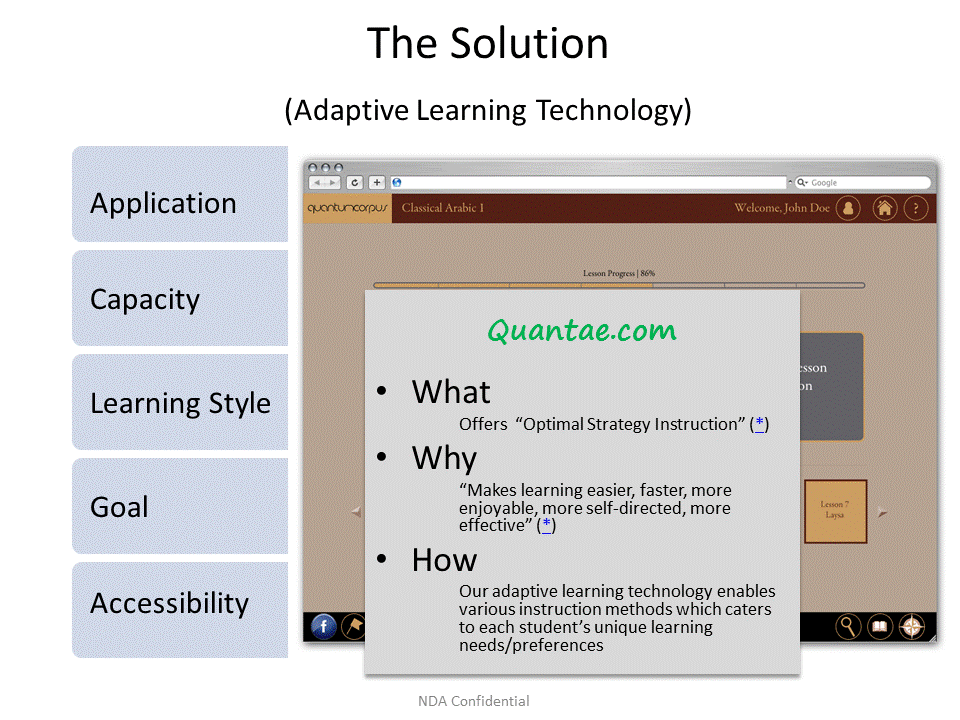 The Solution
(Adaptive Learning Technology)
Application
Capacity
Learning Style
Goal
Accessibility
Google
quantumcorpus
Classical Arabic I
Welcome, John Doe
?
Lesson Progress | 86%
Quantae.com
• What
Offers “Optimal Strategy Instruction” (*)
• Why
“Makes learning easier, faster, more
enjoyable, more self-directed, more
effective” (*)
• How
Our adaptive learning technology enables
various instruction methods which caters
to each student’s unique learning
needs/preferences
Lesson 7
Laysa
f
NDA Confidential